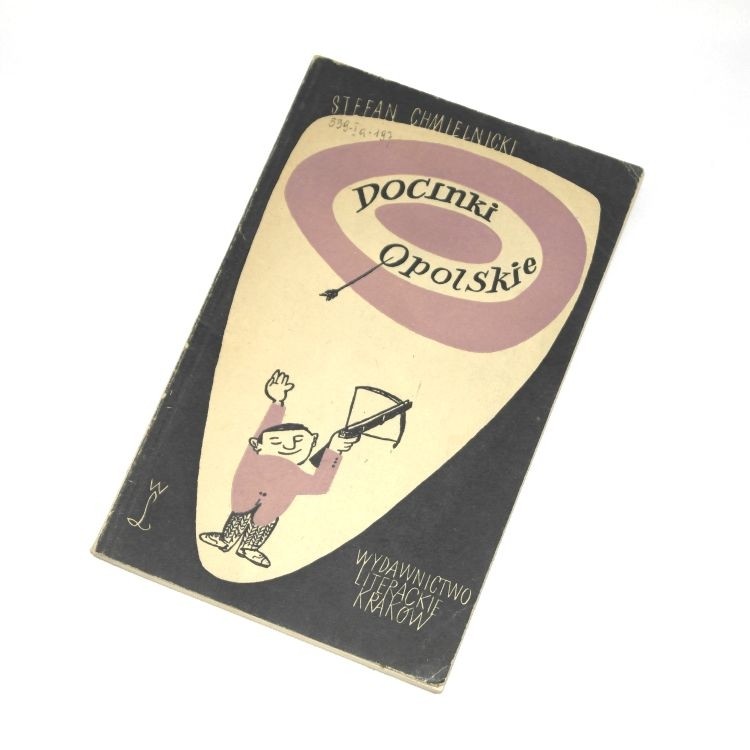 STEFAN CHMIELNICKI
DOCINki
Opolskie
W
L
WYDAWNICTWO
LITERACKIE
KRAKÓW